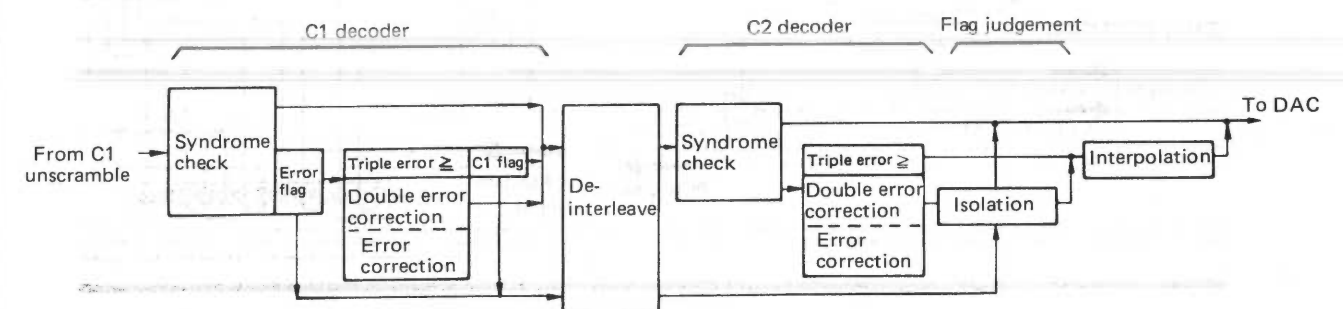 C1 decoder
C2 decoder
Flag judgement
To DAC
From C1
unscramble
Syndrome
check
Error
flag
Triple error ≧
C1 flag
Double error
correction
Error
correction
De-
interleave
Syndrome
check
Triple error ≧
Double error
correction
Error
correction
Isolation
Interpolation